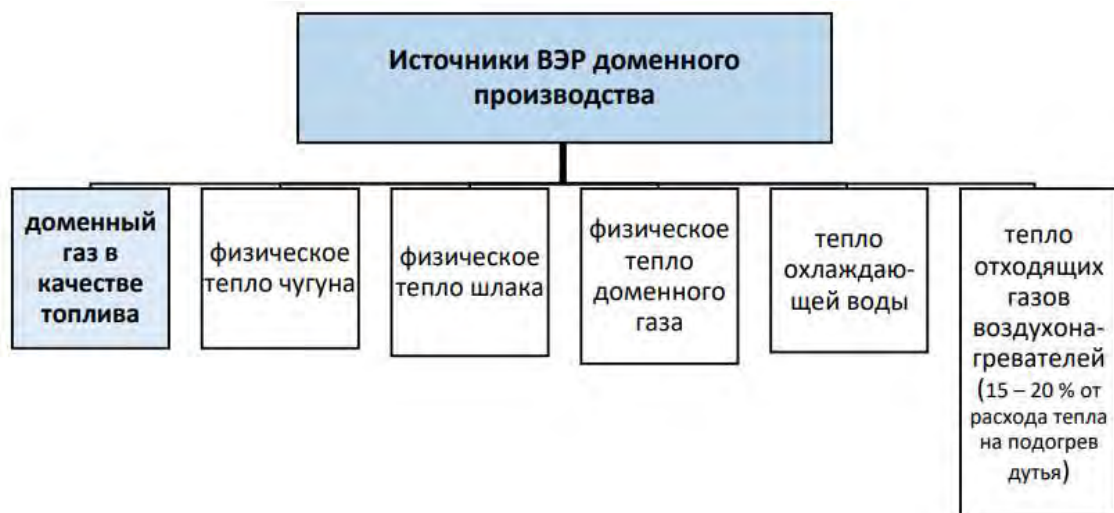 Источники ВЭР доменного
производства
доменный
газ в
качестве
топлива
физическое
тепло чугуна
физическое
тепло шлака
физическое
тепло
доменного
газа
тепло
охлаждаю-
щей воды
тепло
отходящих
газов
воздухона-
гревателей
(15 – 20 % от
расхода тепла
на подогрев
дутья)